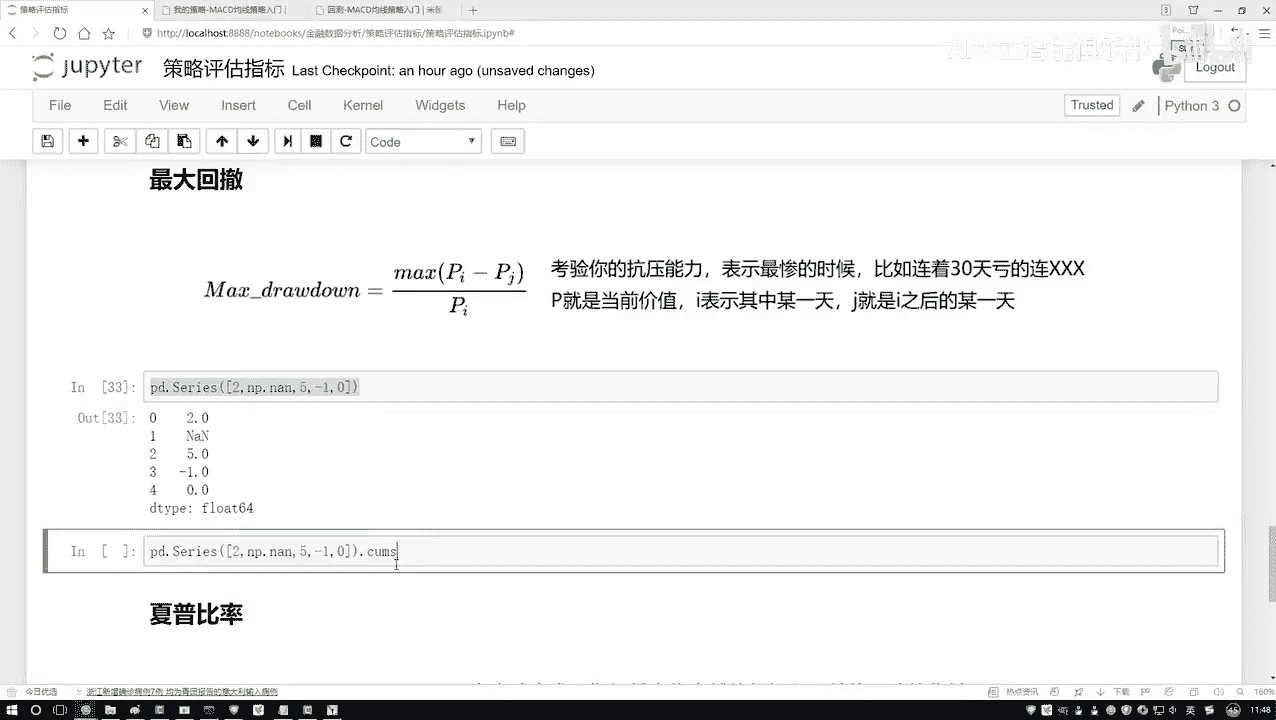 策略评估指标
我的策略-MACD均线策略入门
回测-MACD均线策略入门 | 米
http://localhost:8888/notebooks/金融数据分析/策略评估指标/策略评估指标.ipynb#
jupyter 策略评估指标 Last Checkpoint: an hour ago (unsaved changes)
Logout
File Edit View Insert Cell Kernel Widgets Help
Trusted
Python 3
Code
最大回撤
Max_drawdown = max(P_i − P_j) / P_i
考验你的抗压能力，表示最惨的时候，比如连着30天亏的连XXX
P就是当前价值，i表示其中某一天，j就是i之后的某一天
In [33]: pd.Series([2,np.nan,5,-1,0])
Out[33]: 0 2.0
1 NaN
2 5.0
3 -1.0
4 0.0
dtype: float64
In [ ]: pd.Series([2,np.nan,5,-1,0]).cums
夏普比率
今日优选
浙江新增确诊病例7例 均为青田报告的意大利输入病例
热点资讯
下载
160%
英
11:48